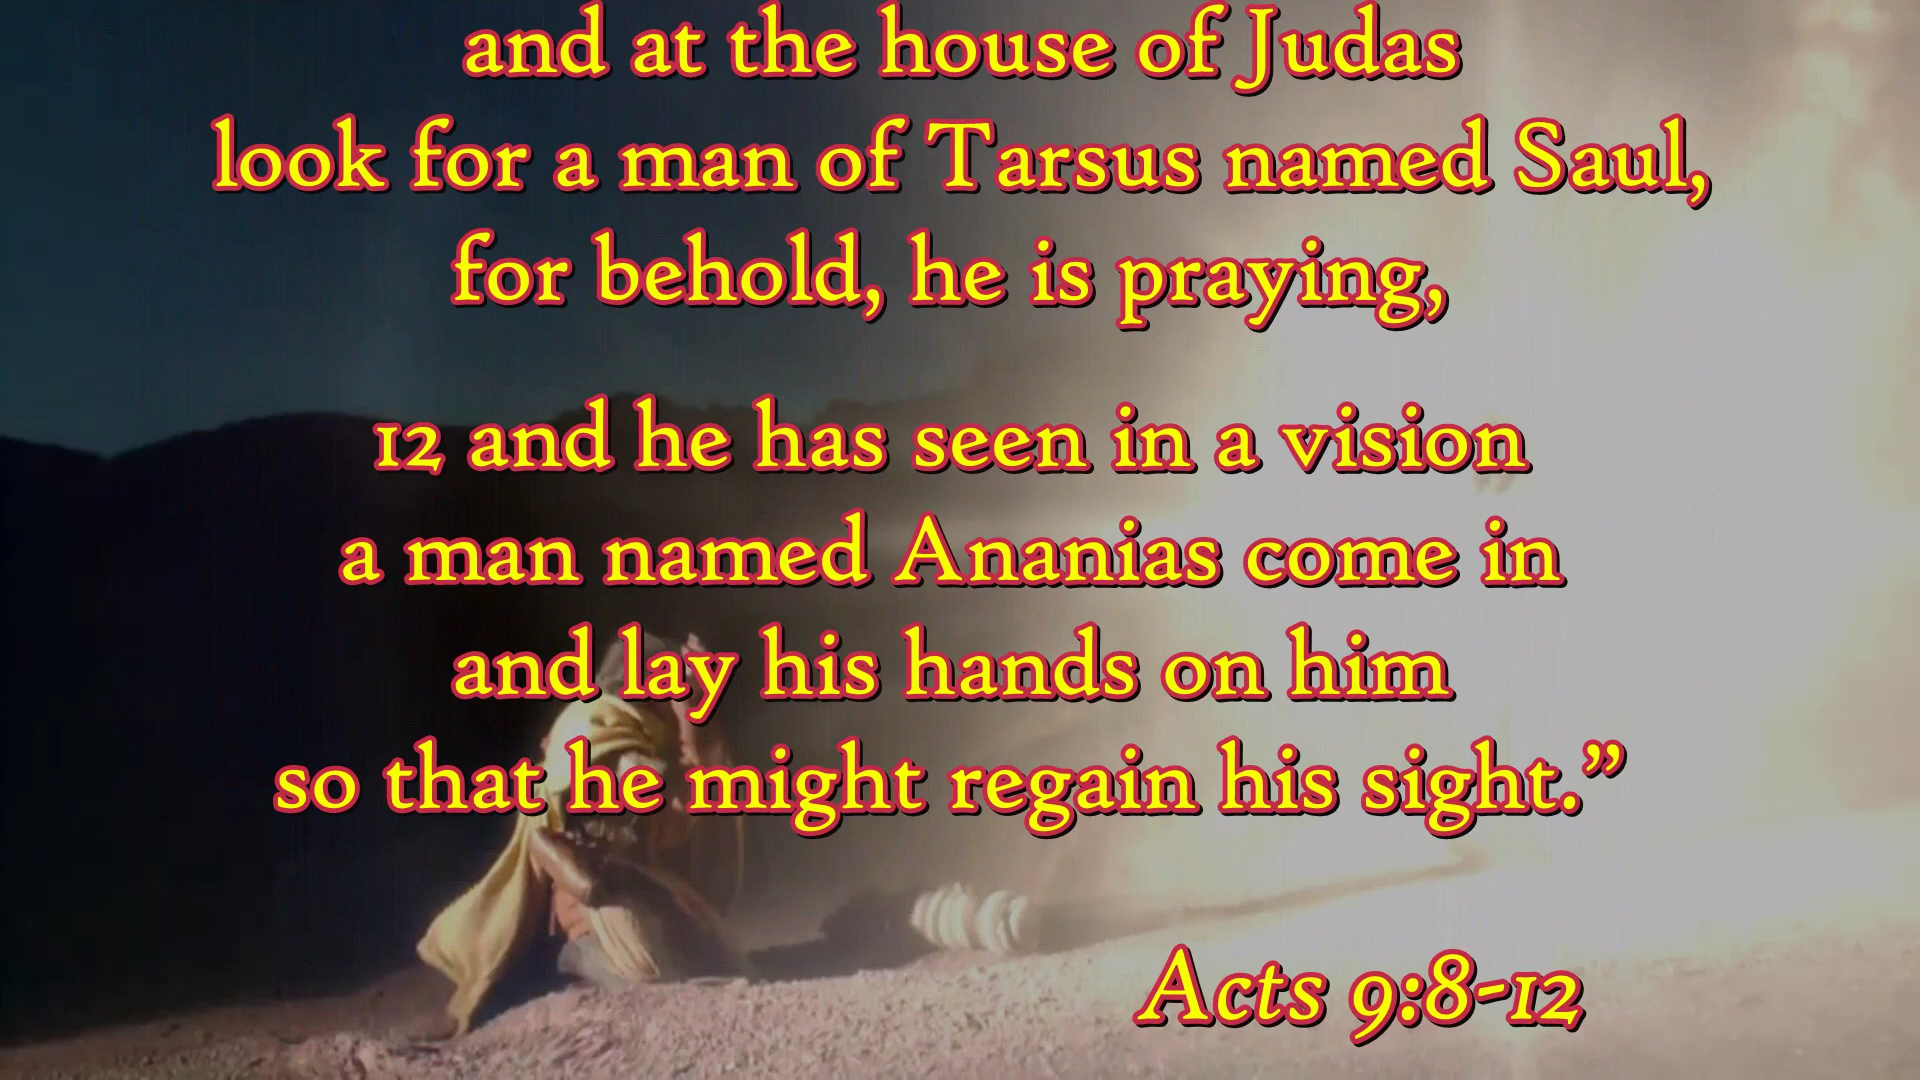 and at the house of Judas
look for a man of Tarsus named Saul,
for behold, he is praying,
12 and he has seen in a vision
a man named Ananias come in
and lay his hands on him
so that he might regain his sight.”
Acts 9:8-12